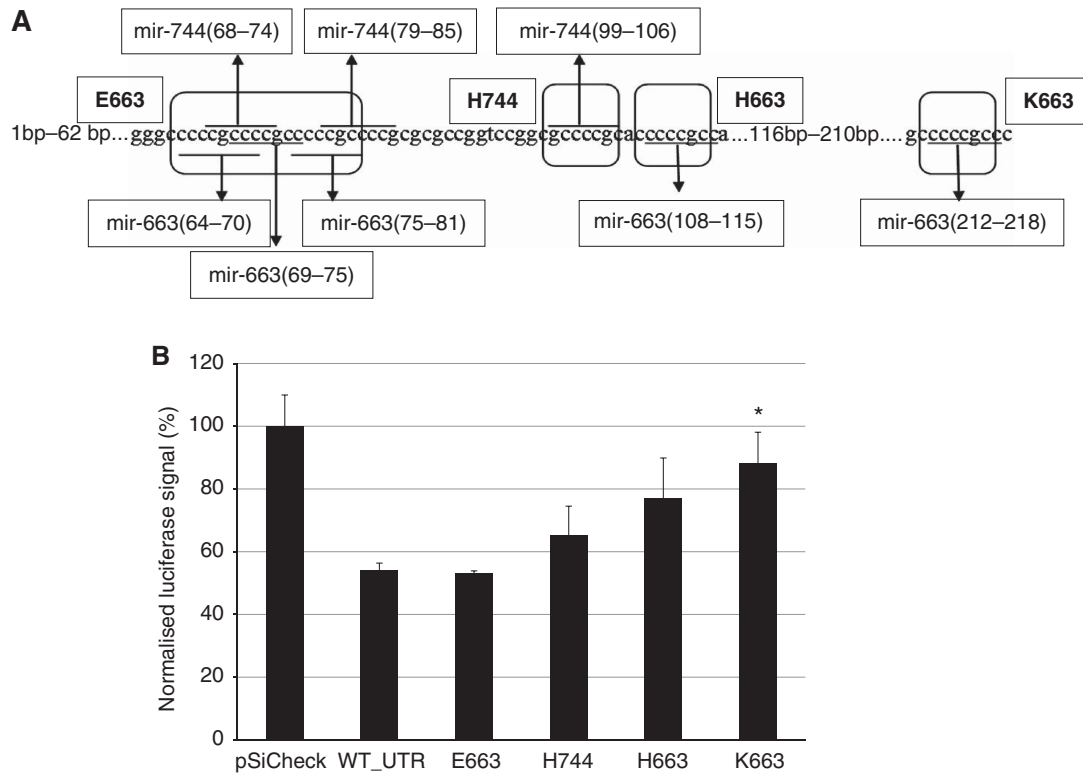 A
mir-744(68–74)
mir-744(79–85)
mir-744(99–106)
E663
H744
H663
K663
1bp–62 bp...gggcccccgccccgcccccgccccgcgcgccggtccggcgccccgcacccccgcca...116bp–210bp....gcccccgccc
mir-663(64–70)
mir-663(75–81)
mir-663(108–115)
mir-663(212–218)
mir-663(69–75)
B
Normalised luciferase signal (%)
120
100
80
60
40
20
0
*
pSiCheck WT_UTR E663 H744 H663 K663